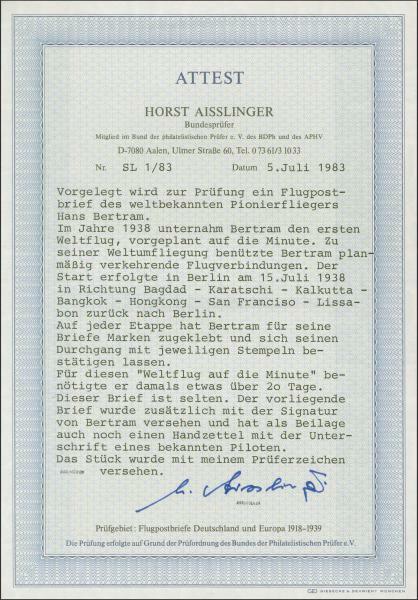 ATTEST
HORST AISSLINGER
Bundesprüfer
Mitglied im Bund der philatelistischen Prüfer e. V. des BDPh und des APHV
D-7080 Aalen, Ulmer Straße 60, Tel. 0 73 61/3 10 33
Nr. SL 1/83 Datum 5.Juli 1983
Vorgelegt wird zur Prüfung ein Flugpost-
brief des weltbekannten Pionierfliegers
Hans Bertram.
Im Jahre 1938 unternahm Bertram den ersten
Weltflug, vorgeplant auf die Minute. Zu
seiner Weltumfliegung benützte Bertram plan-
mäßig verkehrende Flugverbindungen. Der
Start erfolgte in Berlin am 15.Juli 1938
in Richtung Bagdad - Karatschi - Kalkutta -
Bangkok - Hongkong - San Franciso - Lissa-
bon zurück nach Berlin.
Auf jeder Etappe hat Bertram für seine
Briefe Marken zugeklebt und sich seinen
Durchgang mit jeweiligen Stempeln be-
stätigen lassen.
Für diesen "Weltflug auf die Minute" be-
nötigte er damals etwas über 2o Tage.
Dieser Brief ist selten. Der vorliegende
Brief wurde zusätzlich mit der Signatur
von Bertram versehen und hat als Beilage
auch noch einen Handzettel mit der Unter-
schrift eines bekannten Piloten.
Das Stück wurde mit meinem Prüferzeichen
versehen.
H. Aisslinger
Prüfgebiet: Flugpostbriefe Deutschland und Europa 1918-1939
Die Prüfung erfolgte auf Grund der Prüfordnung des Bundes der Philatelistischen Prüfer e.V.
GIESECKE & DEVRIENT MÜNCHEN